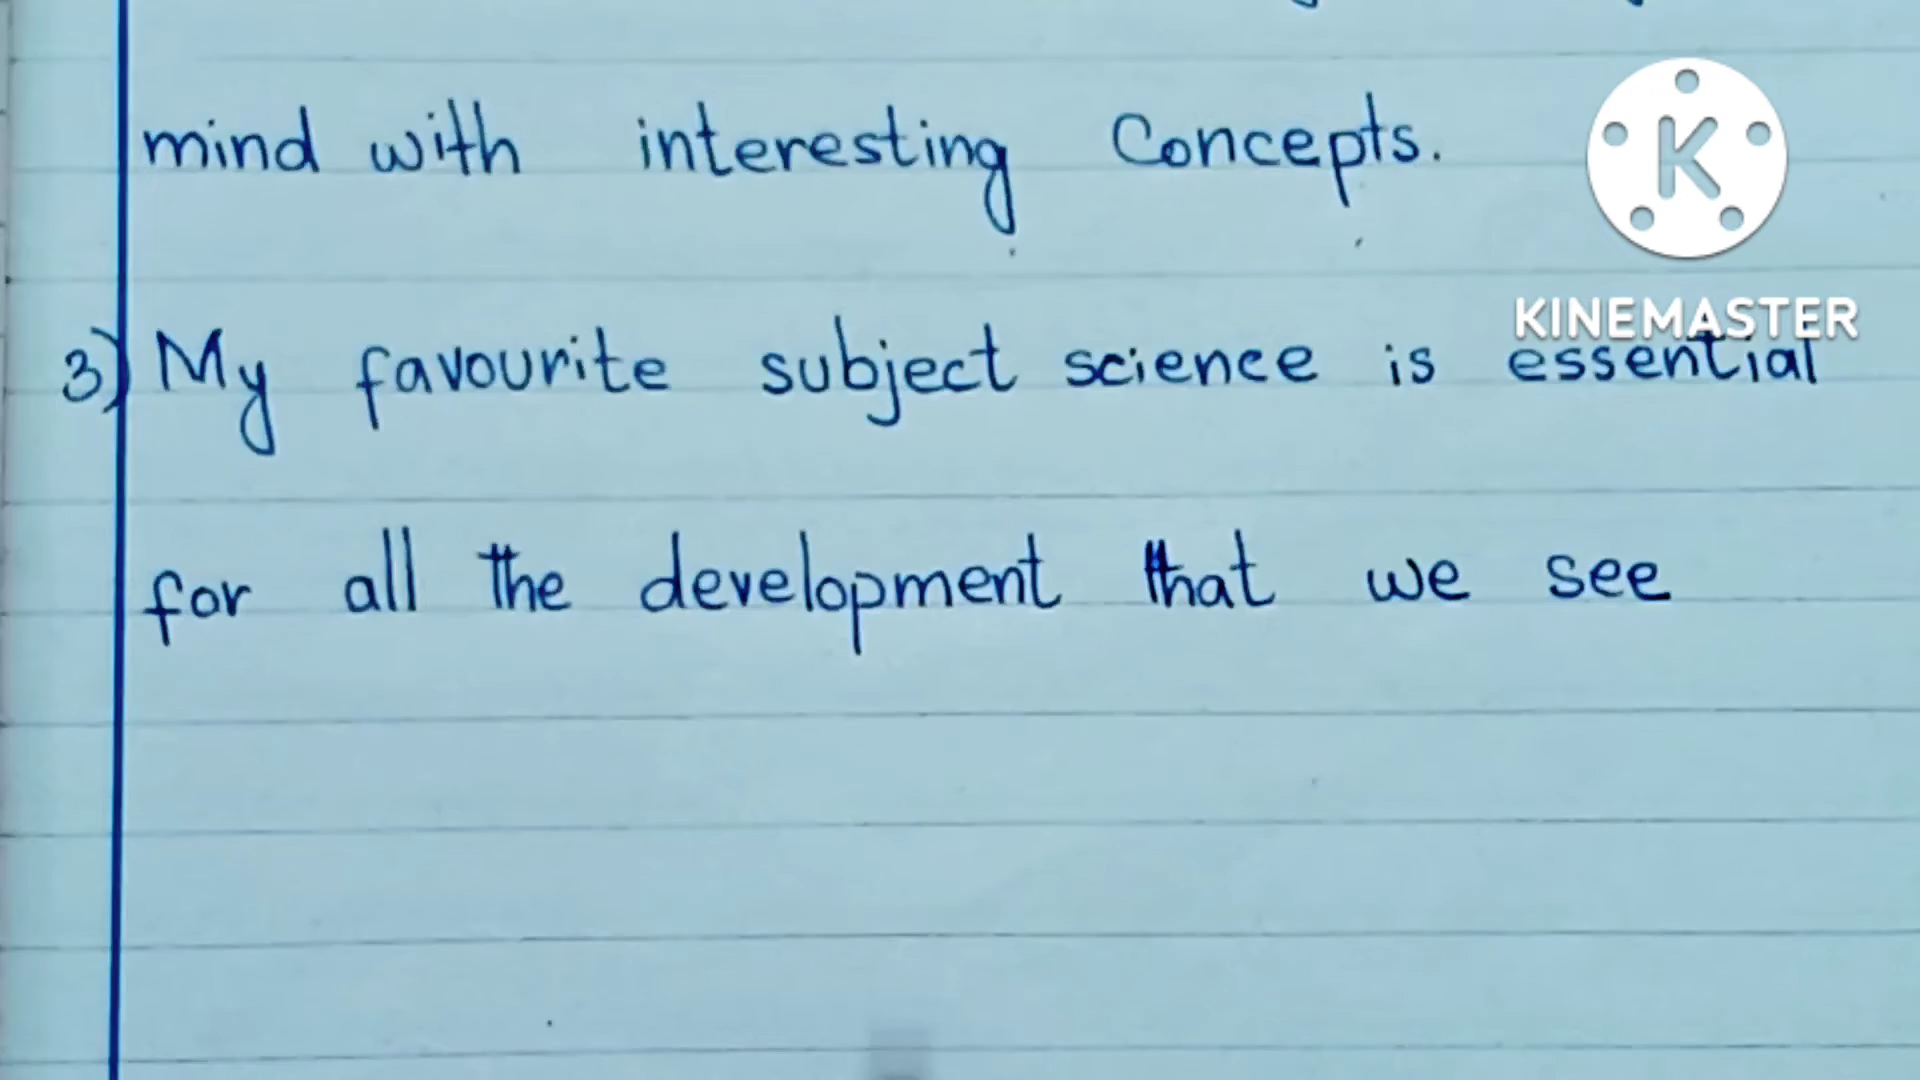 mind with interesting Concepts.
KINEMASTER
3) My favourite subject science is essential
for all the development that we see